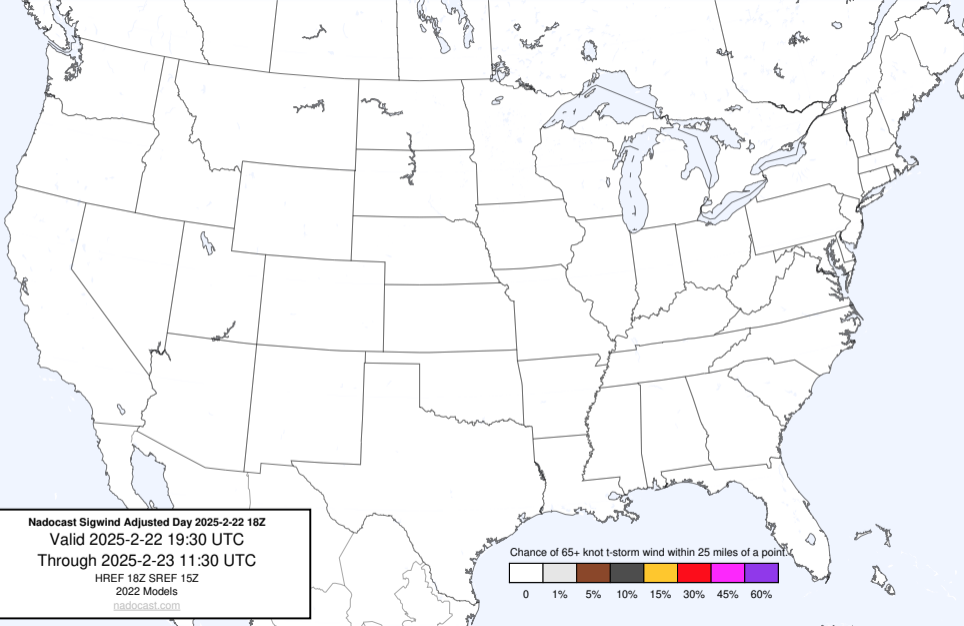 Nadocast Sigwind Adjusted Day 2025-2-22 18Z
Valid 2025-2-22 19:30 UTC
Through 2025-2-23 11:30 UTC
HREF 18Z SREF 15Z
2022 Models
nadocast.com
Chance of 65+ knot t-storm wind within 25 miles of a point.
0 1% 5% 10% 15% 30% 45% 60%